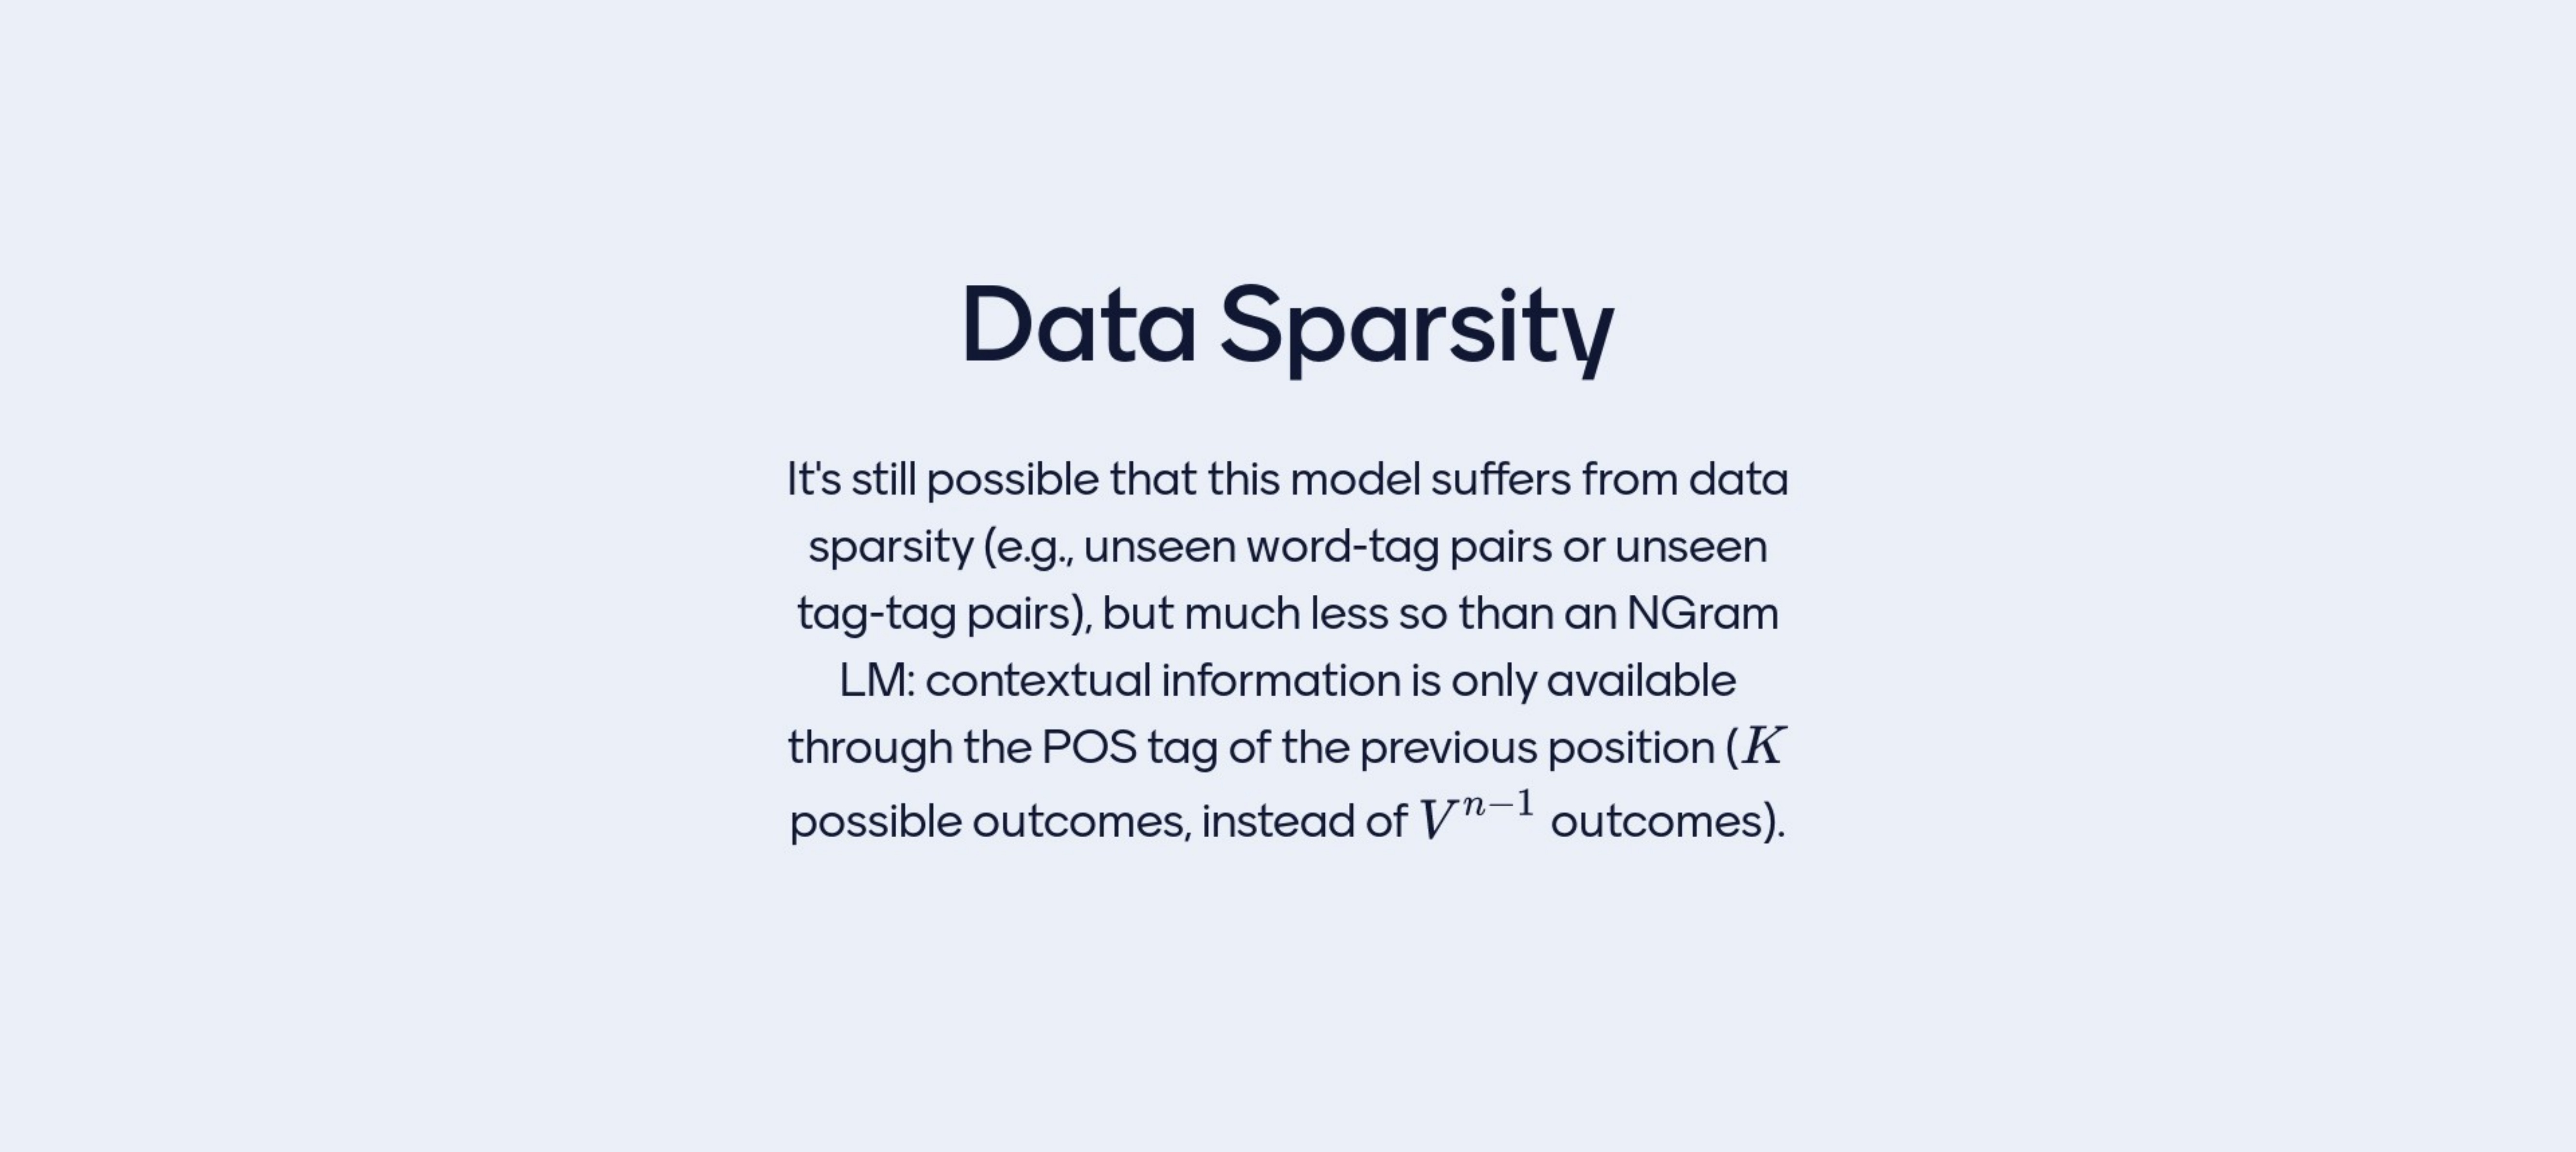 Data Sparsity
It's still possible that this model suffers from data
sparsity (e.g., unseen word-tag pairs or unseen
tag-tag pairs), but much less so than an NGram
LM: contextual information is only available
through the POS tag of the previous position (K
possible outcomes, instead of V^{n-1} outcomes).